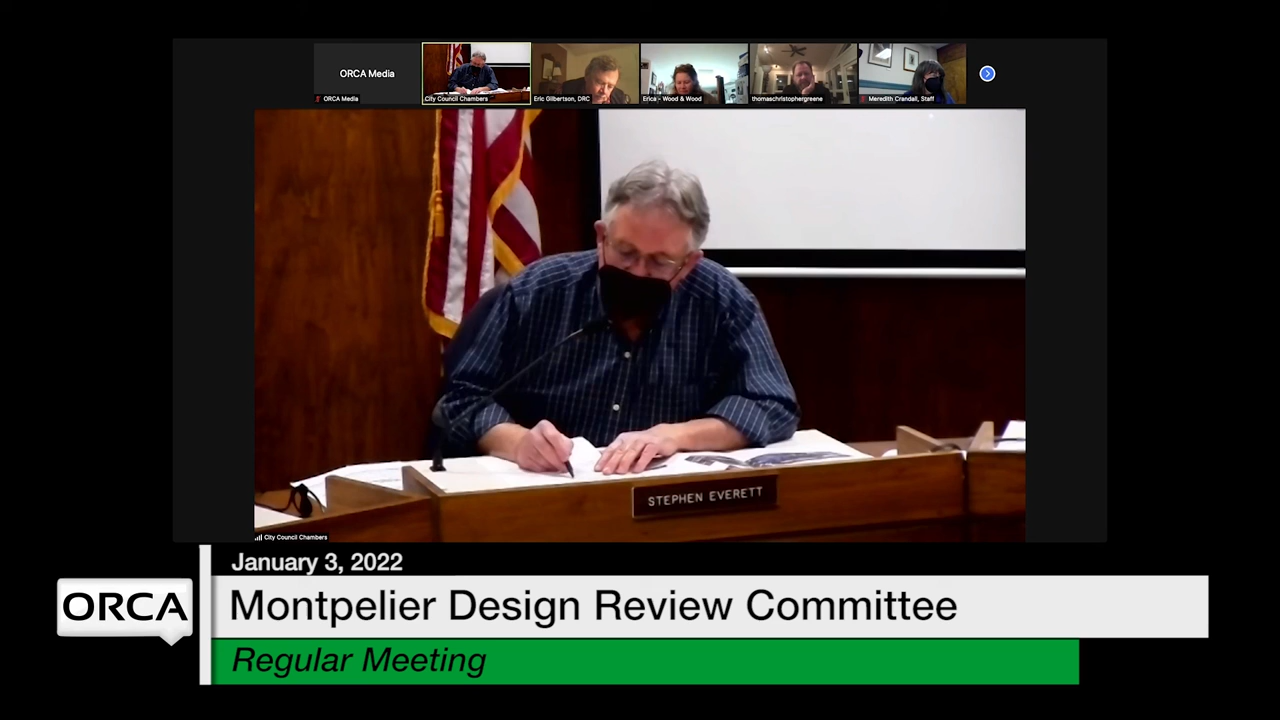 ORCA Media
ORCA Media
City Council Chambers
Eric Gilbertson, DRC
Erica - Wood & Wood
thomaschristophergreene
Meredith Crandall, Staff
STEPHEN EVERETT
City Council Chambers
January 3, 2022
ORCA
Montpelier Design Review Committee
Regular Meeting